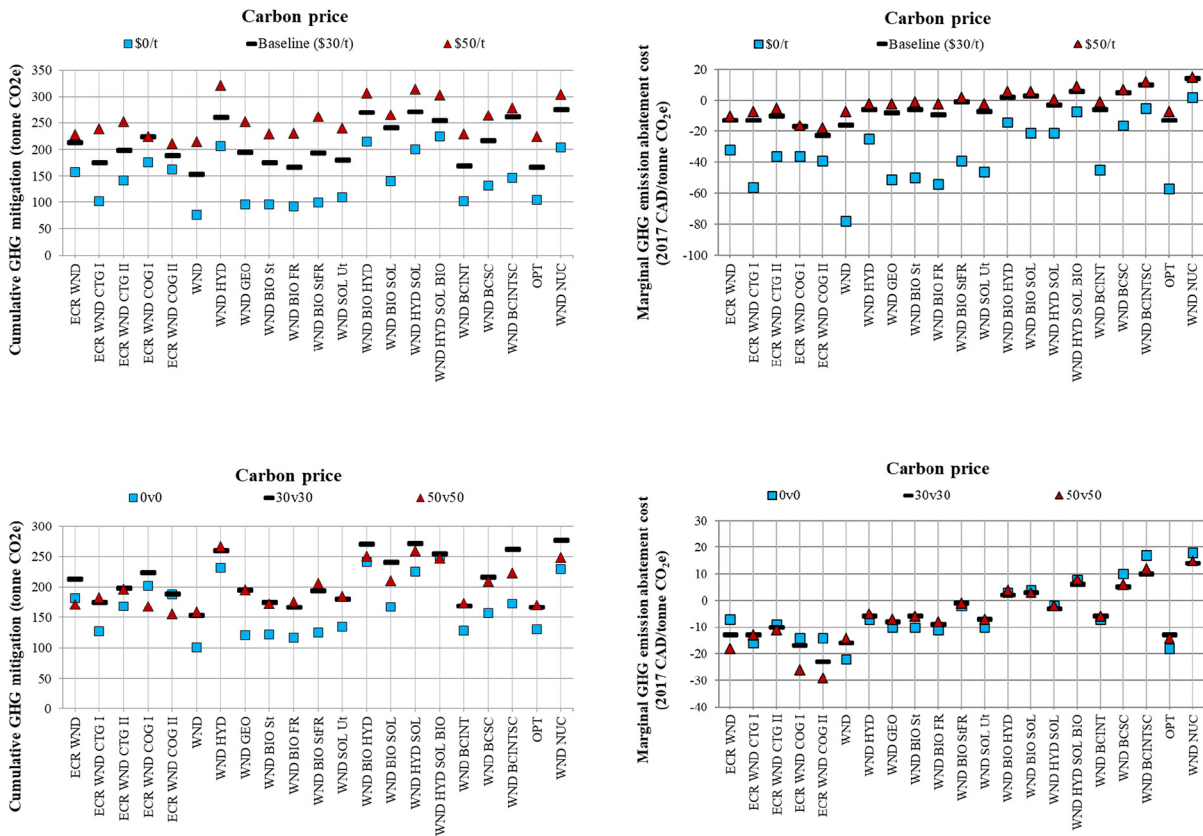 Carbon price
$0/t Baseline ($30/t) $50/t
Cumulative GHG mitigation (tonne CO2e)
350
300
250
200
150
100
50
0
ECR WND
ECR WND CTG I
ECR WND CTG II
ECR WND COG I
ECR WND COG II
WND
WND HYD
WND GEO
WND BIO St
WND BIO FR
WND BIO StFR
WND SOL Ut
WND BIO HYD
WND BIO SOL
WND HYD SOL
WND HYD SOL BIO
WND BCINT
WND BCSC
WND BCINTSC
OPT
WND NUC
Carbon price
$0/t Baseline ($30/t) $50/t
Marginal GHG emission abatement cost
(2017 CAD/tonne CO₂e)
20
0
-20
-40
-60
-80
-100
ECR WND
ECR WND CTG I
ECR WND CTG II
ECR WND COG I
ECR WND COG II
WND
WND HYD
WND GEO
WND BIO St
WND BIO FR
WND BIO StFR
WND SOL Ut
WND BIO HYD
WND BIO SOL
WND HYD SOL
WND HYD SOL BIO
WND BCINT
WND BCSC
WND BCINTSC
OPT
WND NUC
Carbon price
0v0 30v30 50v50
Cumulative GHG mitigation (tonne CO2e)
300
250
200
150
100
50
0
ECR WND
ECR WND CTG I
ECR WND CTG II
ECR WND COG I
ECR WND COG II
WND
WND HYD
WND GEO
WND BIO St
WND BIO FR
WND BIO StFR
WND SOL Ut
WND BIO HYD
WND BIO SOL
WND HYD SOL
WND HYD SOL BIO
WND BCINT
WND BCSC
WND BCINTSC
OPT
WND NUC
Carbon price
0v0 30v30 50v50
Marginal GHG emission abatement cost
(2017 CAD/tonne CO₂e)
30
20
10
0
-10
-20
-30
-40
ECR WND
ECR WND CTG I
ECR WND CTG II
ECR WND COG I
ECR WND COG II
WND
WND HYD
WND GEO
WND BIO St
WND BIO FR
WND BIO StFR
WND SOL Ut
WND BIO HYD
WND BIO SOL
WND HYD SOL
WND HYD SOL BIO
WND BCINT
WND BCSC
WND BCINTSC
OPT
WND NUC